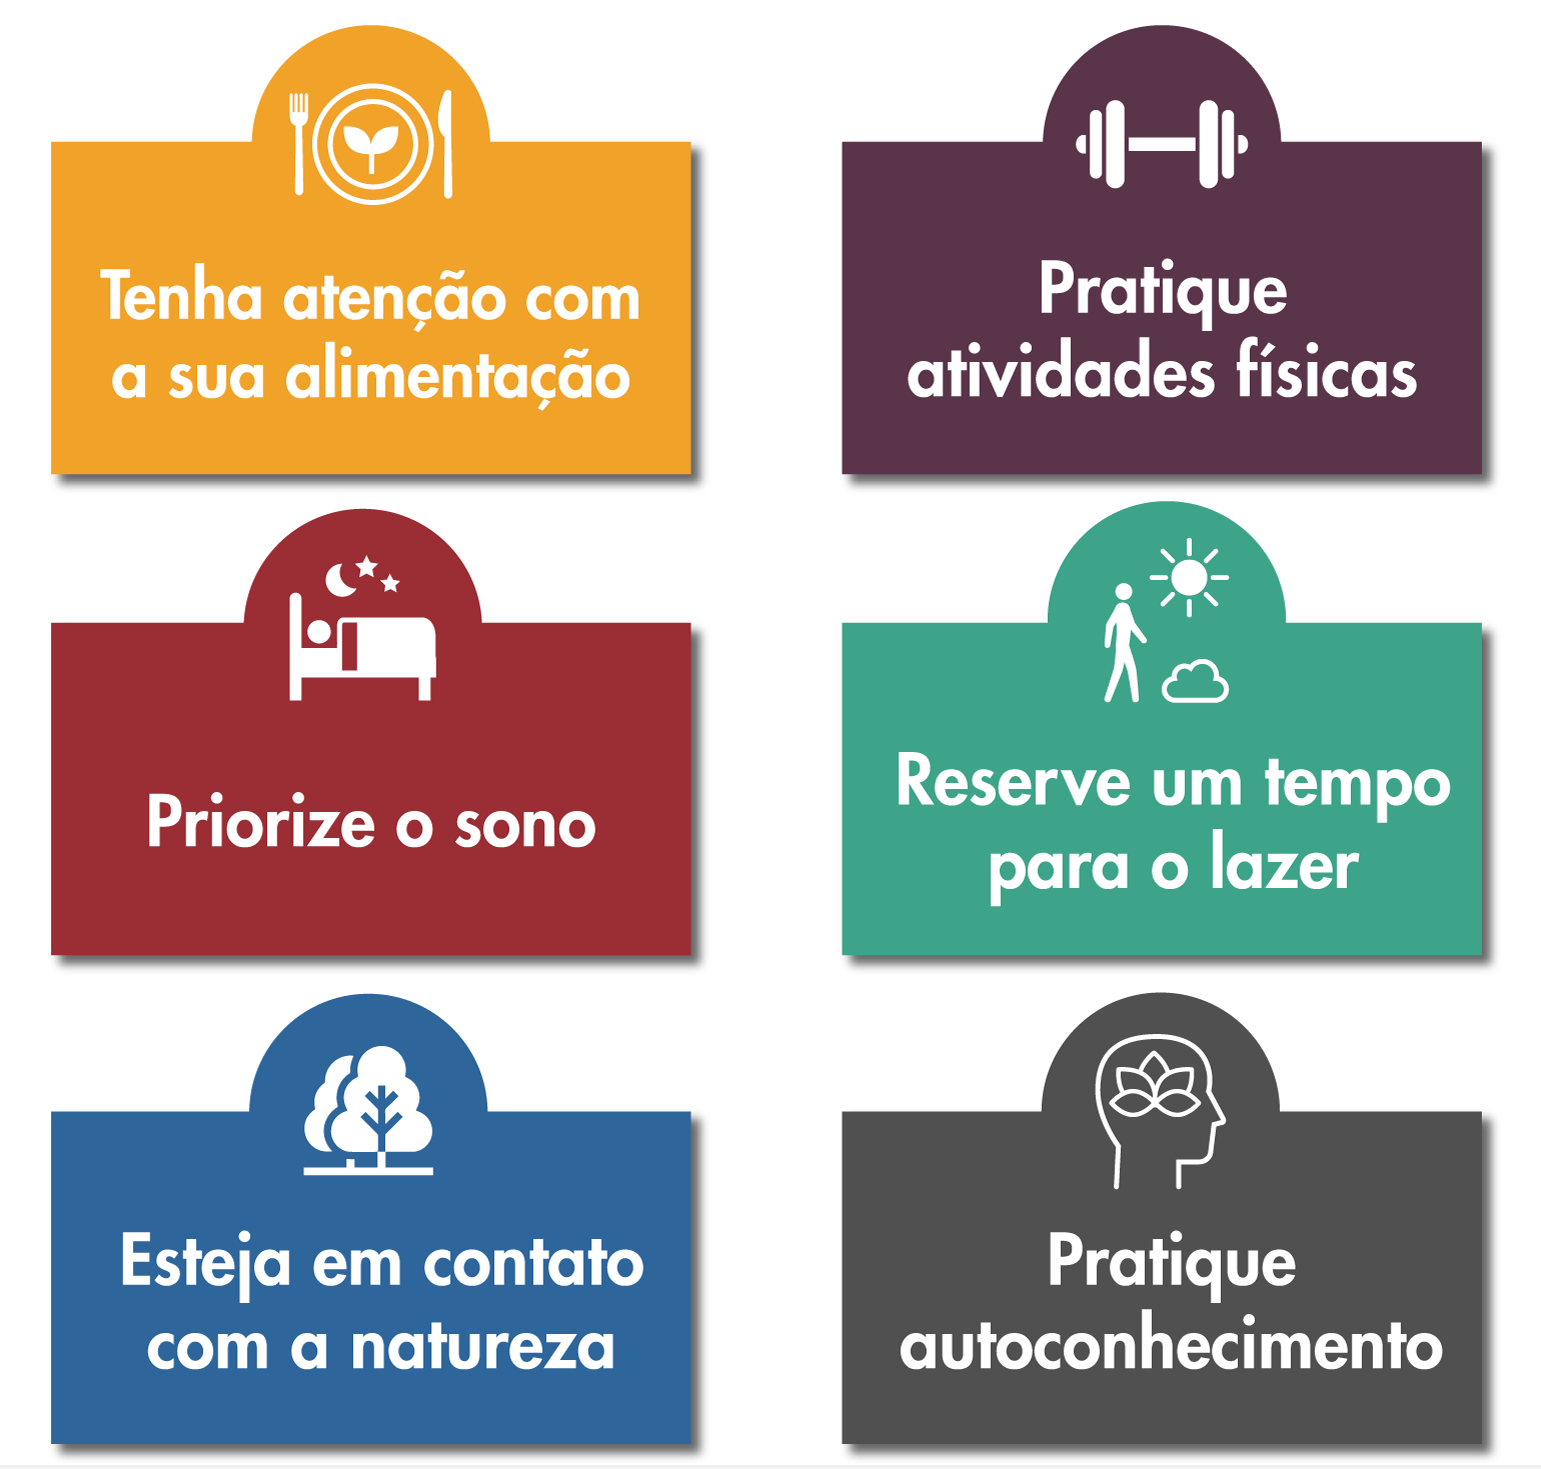 Tenha atenção com
a sua alimentação
Pratique
atividades físicas
Priorize o sono
Reserve um tempo
para o lazer
Esteja em contato
com a natureza
Pratique
autoconhecimento